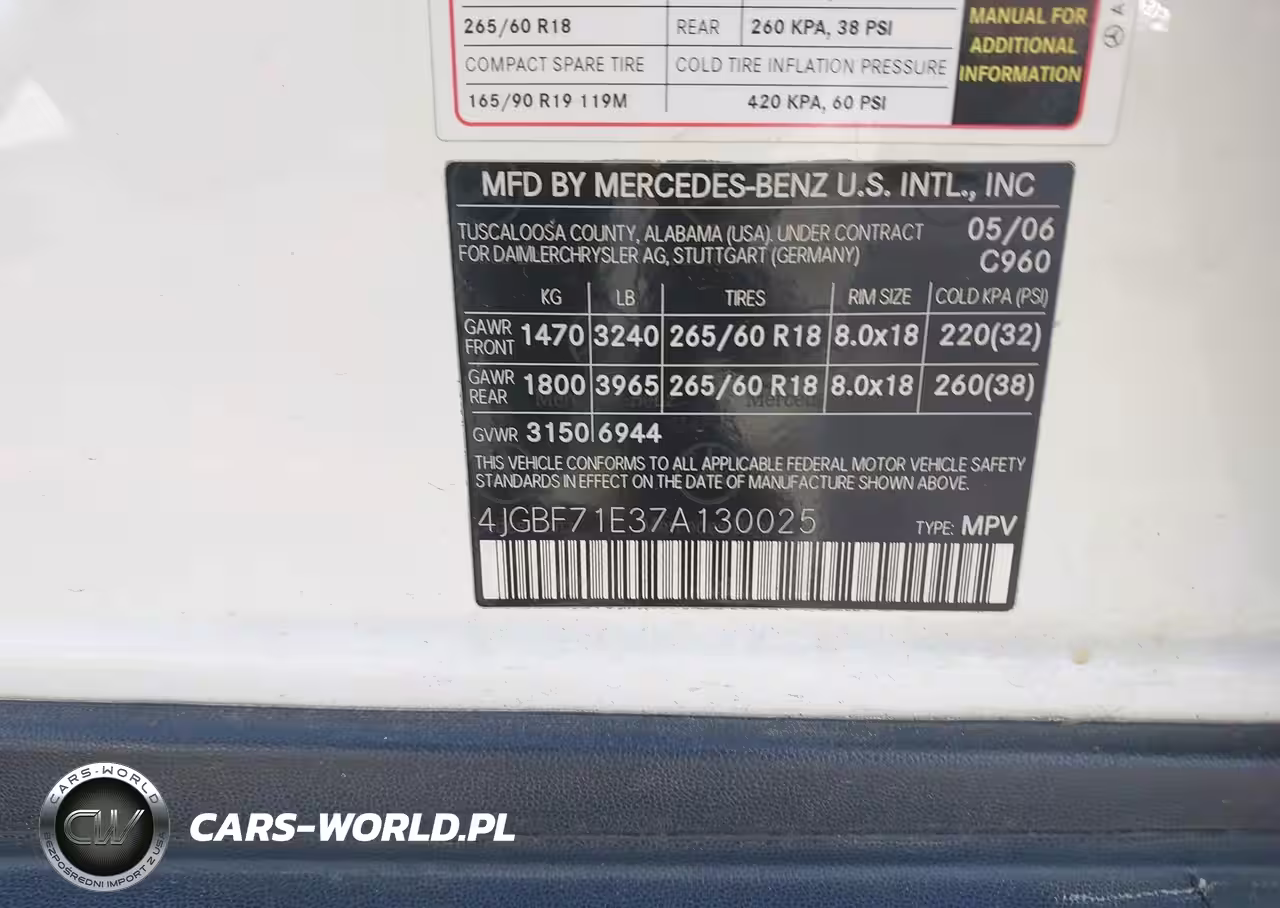 265/60 R18 REAR 260 KPA, 38 PSI
MANUAL FOR
ADDITIONAL
INFORMATION
COMPACT SPARE TIRE COLD TIRE INFLATION PRESSURE
165/90 R19 119M 420 KPA, 60 PSI
A
MFD BY MERCEDES-BENZ U.S. INTL., INC
TUSCALOOSA COUNTY, ALABAMA (USA). UNDER CONTRACT 05/06
FOR DAIMLERCHRYSLER AG, STUTTGART (GERMANY) C960
KG LB TIRES RIM SIZE COLD KPA (PSI)
GAWR FRONT 1470 3240 265/60 R18 8.0x18 220(32)
GAWR REAR 1800 3965 265/60 R18 8.0x18 260(38)
GVWR 3150 6944
THIS VEHICLE CONFORMS TO ALL APPLICABLE FEDERAL MOTOR VEHICLE SAFETY
STANDARDS IN EFFECT ON THE DATE OF MANUFACTURE SHOWN ABOVE.
4JGBF71E37A130025 TYPE: MPV
CARS-WORLD
CW
BEZPOŚREDNI IMPORT Z USA
CARS-WORLD.PL